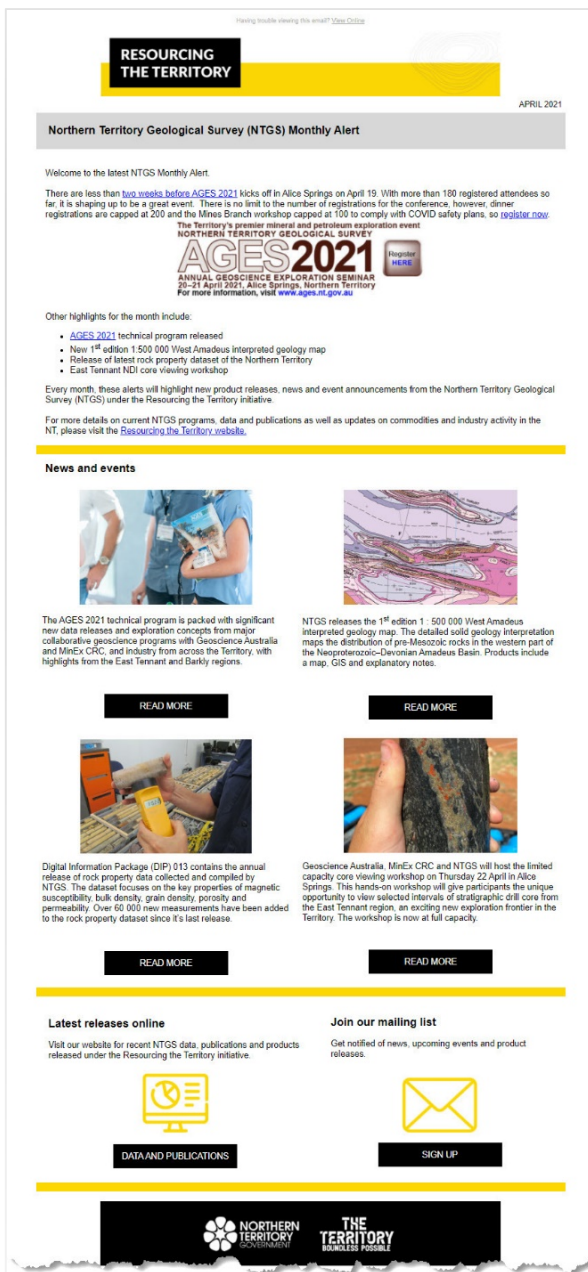 Having trouble viewing this email? View Online
RESOURCING
THE TERRITORY
APRIL 2021
Northern Territory Geological Survey (NTGS) Monthly Alert
Welcome to the latest NTGS Monthly Alert.
There are less than two weeks before AGES 2021 kicks off in Alice Springs on April 19. With more than 180 registered attendees so
far, it is shaping up to be a great event. There is no limit to the number of registrations for the conference, however, dinner
registrations are capped at 200 and the Mines Branch workshop capped at 100 to comply with COVID safety plans, so register now.
The Territory's premier mineral and petroleum exploration event
NORTHERN TERRITORY GEOLOGICAL SURVEY
AGES 2021
Register
HERE
ANNUAL GEOSCIENCE EXPLORATION SEMINAR
20–21 April 2021, Alice Springs, Northern Territory
For more information, visit www.ages.nt.gov.au
Other highlights for the month include:
• AGES 2021 technical program released
• New 1st edition 1:500 000 West Amadeus interpreted geology map
• Release of latest rock property dataset of the Northern Territory
• East Tennant NDI core viewing workshop
Every month, these alerts will highlight new product releases, news and event announcements from the Northern Territory Geological
Survey (NTGS) under the Resourcing the Territory initiative.
For more details on current NTGS programs, data and publications as well as updates on commodities and industry activity in the
NT, please visit the Resourcing the Territory website.
News and events
The AGES 2021 technical program is packed with significant
new data releases and exploration concepts from major
collaborative geoscience programs with Geoscience Australia
and MinEx CRC, and industry from across the Territory, with
highlights from the East Tennant and Barkly regions.
READ MORE
NTGS releases the 1st edition 1 : 500 000 West Amadeus
interpreted geology map. The detailed solid geology interpretation
maps the distribution of pre-Mesozoic rocks in the western part of
the Neoproterozoic–Devonian Amadeus Basin. Products include
a map, GIS and explanatory notes.
READ MORE
Digital Information Package (DIP) 013 contains the annual
release of rock property data collected and compiled by
NTGS. The dataset focuses on the key properties of magnetic
susceptibility, bulk density, grain density, porosity and
permeability. Over 60 000 new measurements have been added
to the rock property dataset since it's last release.
READ MORE
Geoscience Australia, MinEx CRC and NTGS will host the limited
capacity core viewing workshop on Thursday 22 April in Alice
Springs. This hands-on workshop will give participants the unique
opportunity to view selected intervals of stratigraphic drill core from
the East Tennant region, an exciting new exploration frontier in the
Territory. The workshop is now at full capacity.
READ MORE
Latest releases online
Visit our website for recent NTGS data, publications and products
released under the Resourcing the Territory initiative.
DATA AND PUBLICATIONS
Join our mailing list
Get notified of news, upcoming events and product
releases.
SIGN UP
NORTHERN
TERRITORY
GOVERNMENT
THE
TERRITORY
BOUNDLESS POSSIBLE